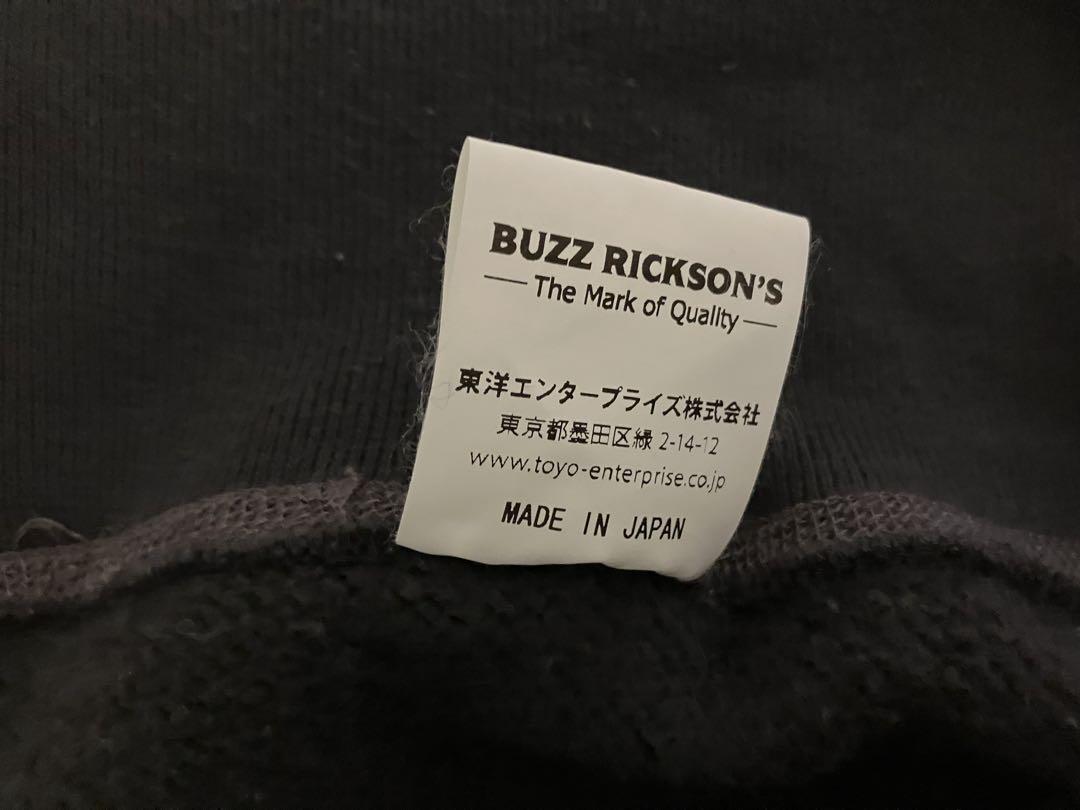 BUZZ RICKSON'S
The Mark of Quality
東洋エンタープライズ株式会社
東京都墨田区緑 2-14-12
www.toyo-enterprise.co.jp
MADE IN JAPAN